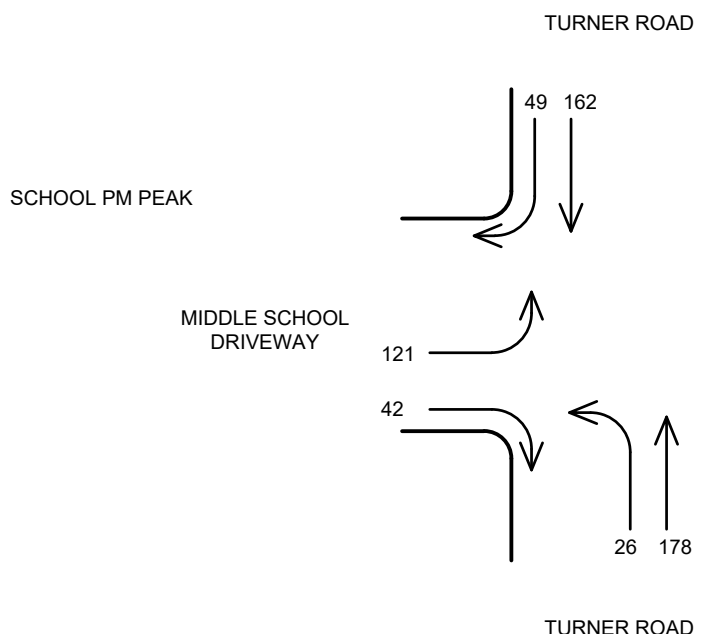 TURNER ROAD
49 162
SCHOOL PM PEAK
MIDDLE SCHOOL
DRIVEWAY
121
42
26 178
TURNER ROAD